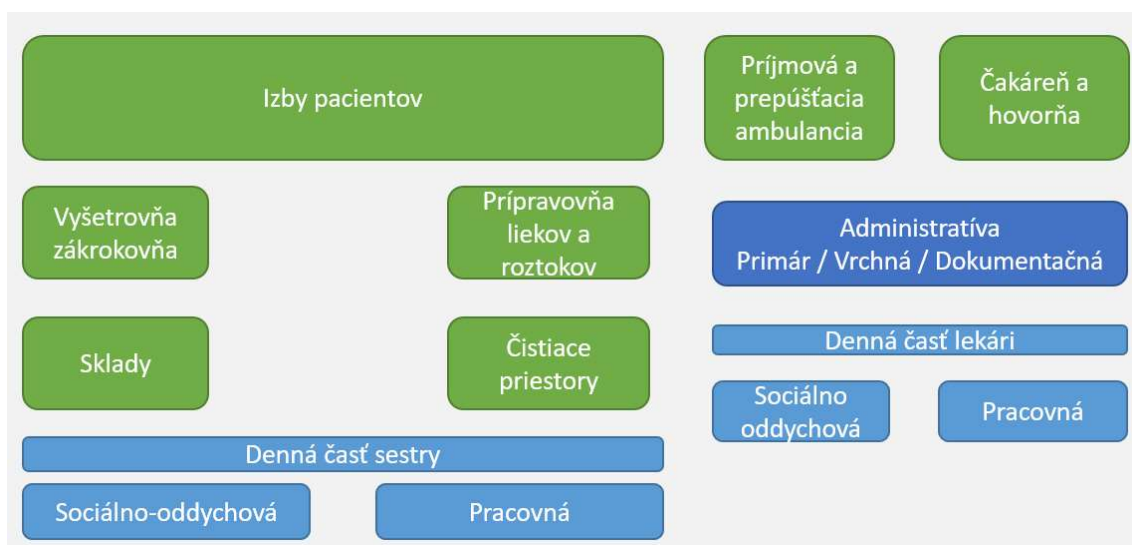 Izby pacientov
Príjmová a
prepúšťacia
ambulancia
Čakáreň a
hovorňa
Vyšetrovňa
zákrokovňa
Prípravovňa
liekov a
roztokov
Administratíva
Primár / Vrchná / Dokumentačná
Sklady
Čistiace
priestory
Denná časť lekári
Sociálno
oddychová
Pracovná
Denná časť sestry
Sociálno-oddychová
Pracovná